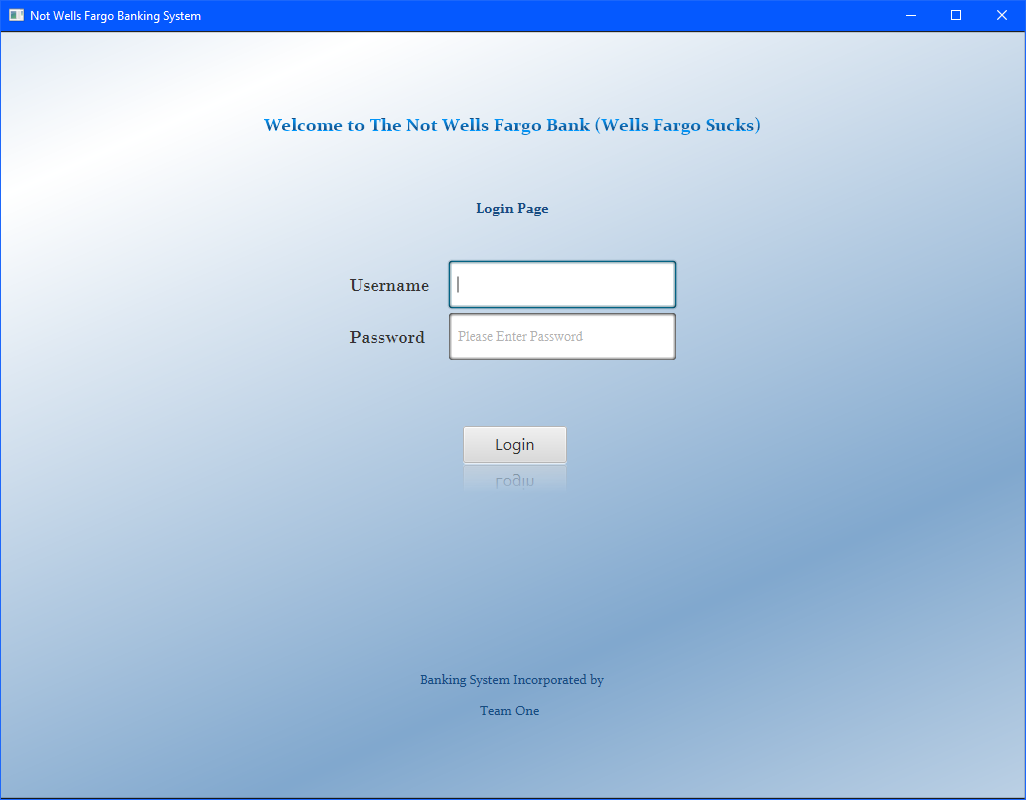 Not Wells Fargo Banking System
Welcome to The Not Wells Fargo Bank (Wells Fargo Sucks)
Login Page
Username
Password
Please Enter Password
Login
Login
Banking System Incorporated by
Team One